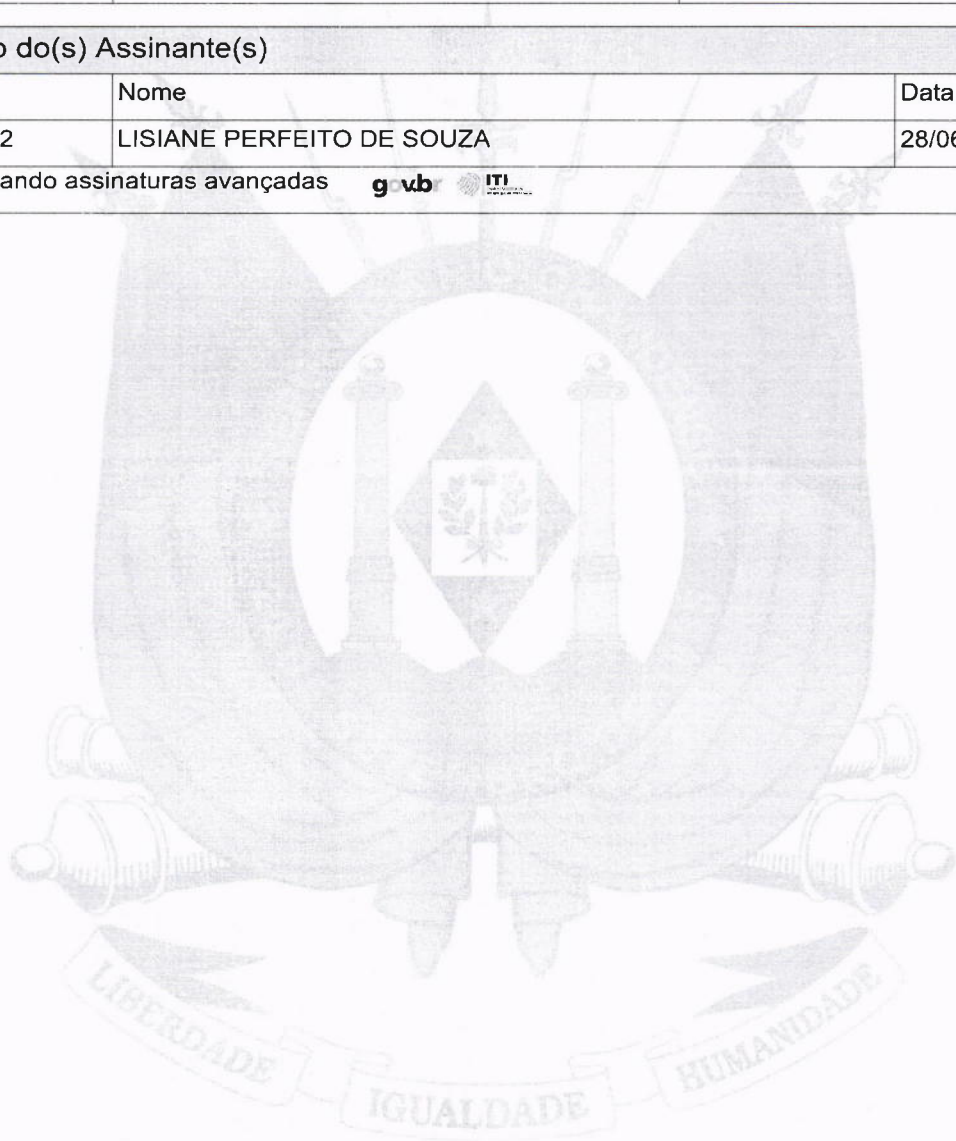 o do(s) Assinante(s)
Nome Data
2 LISIANE PERFEITO DE SOUZA 28/06
ando assinaturas avançadas gov.br ITI
LIBERDADE IGUALDADE HUMANIDADE